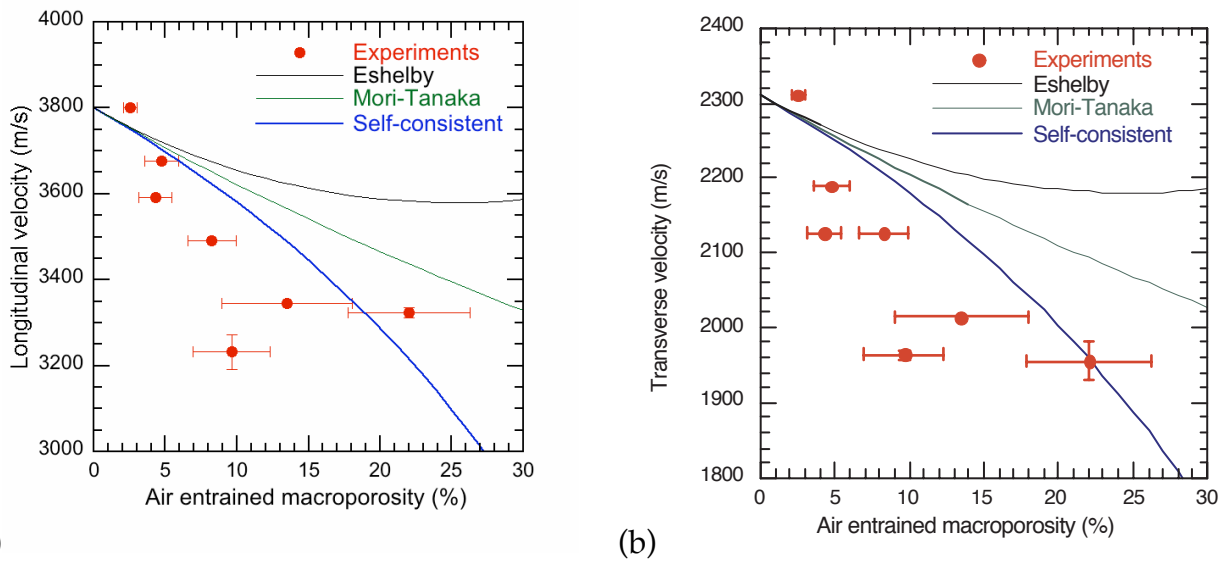 4000
3800
3600
3400
3200
3000
0
5
10
15
20
25
30
Longitudinal velocity (m/s)
Air entrained macroporosity (%)
Experiments
Eshelby
Mori-Tanaka
Self-consistent
)
(b)
2400
2300
2200
2100
2000
1900
1800
0
5
10
15
20
25
30
Transverse velocity (m/s)
Air entrained macroporosity (%)
Experiments
Eshelby
Mori-Tanaka
Self-consistent